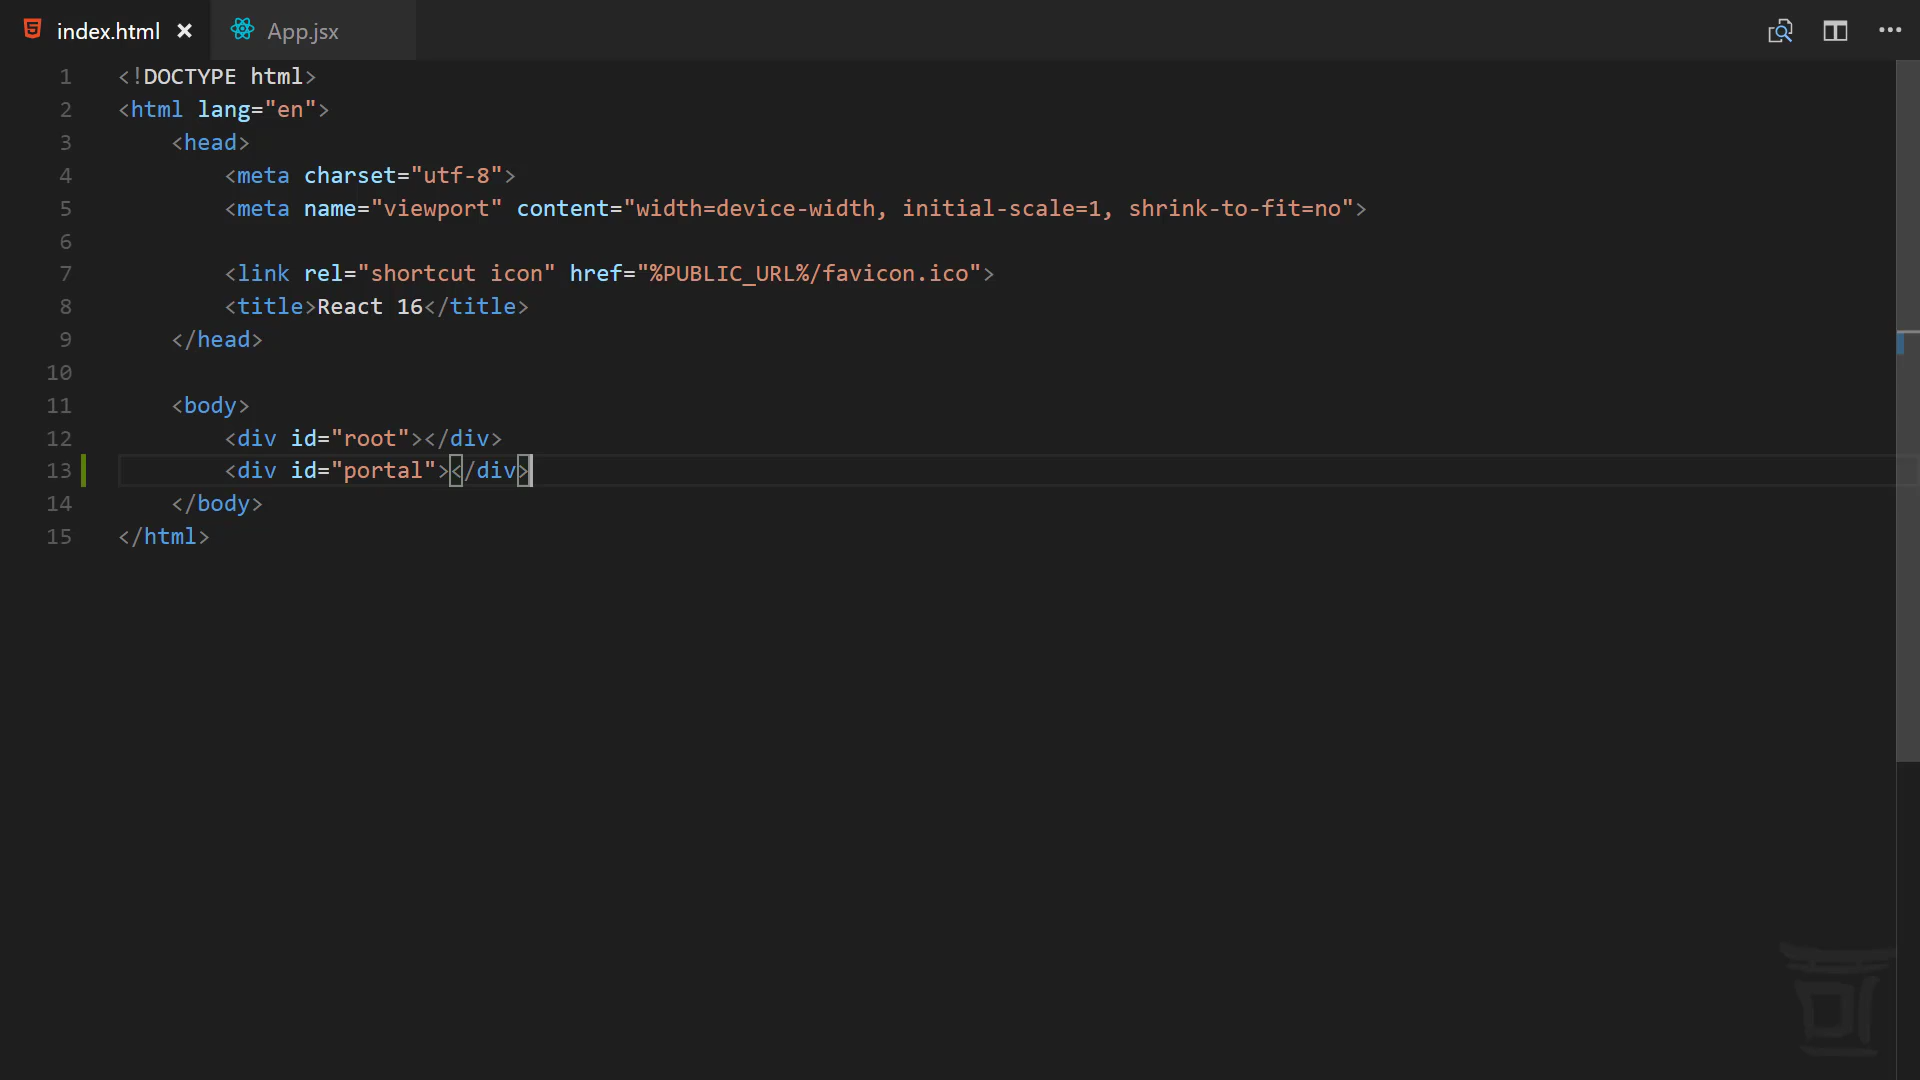 index.html
App.jsx
1 <!DOCTYPE html>
2 <html lang="en">
3     <head>
4         <meta charset="utf-8">
5         <meta name="viewport" content="width=device-width, initial-scale=1, shrink-to-fit=no">
6
7         <link rel="shortcut icon" href="%PUBLIC_URL%/favicon.ico">
8         <title>React 16</title>
9     </head>
10
11     <body>
12         <div id="root"></div>
13         <div id="portal"></div>
14     </body>
15 </html>